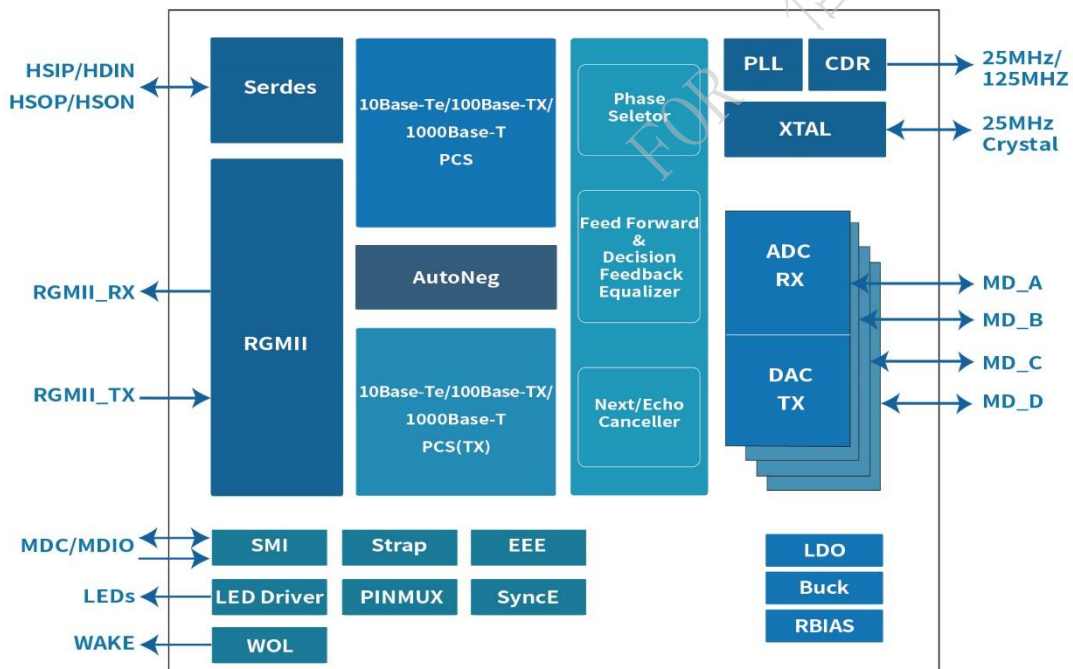 HSIP/HDIN
HSOP/HSON
Serdes
10Base-Te/100Base-TX/
1000Base-T
PCS
Phase
Seletor
PLL
CDR
25MHz/
125MHZ
XTAL
25MHz
Crystal
FOR
RGMII_RX
RGMII
RGMII_TX
AutoNeg
Feed Forward
&
Decision
Feedback
Equalizer
ADC
RX
DAC
TX
MD_A
MD_B
MD_C
MD_D
10Base-Te/100Base-TX/
1000Base-T
PCS(TX)
Next/Echo
Canceller
MDC/MDIO
SMI
Strap
EEE
LDO
LEDs
LED Driver
PINMUX
SyncE
Buck
WAKE
WOL
RBIAS